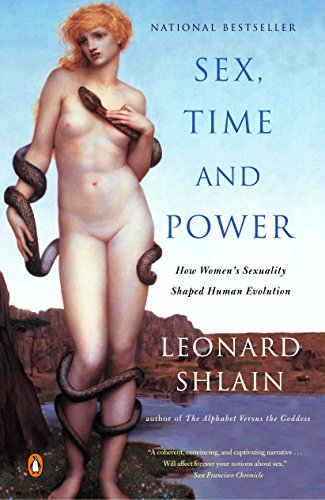 NATIONAL BESTSELLER
SEX,
TIME
AND
POWER
How Women's Sexuality
Shaped Human Evolution
LEONARD
SHLAIN
author of The Alphabet Versus the Goddess
"A coherent, convincing, and captivating narrative . . .
Will affect forever your notions about sex."
San Francisco Chronicle